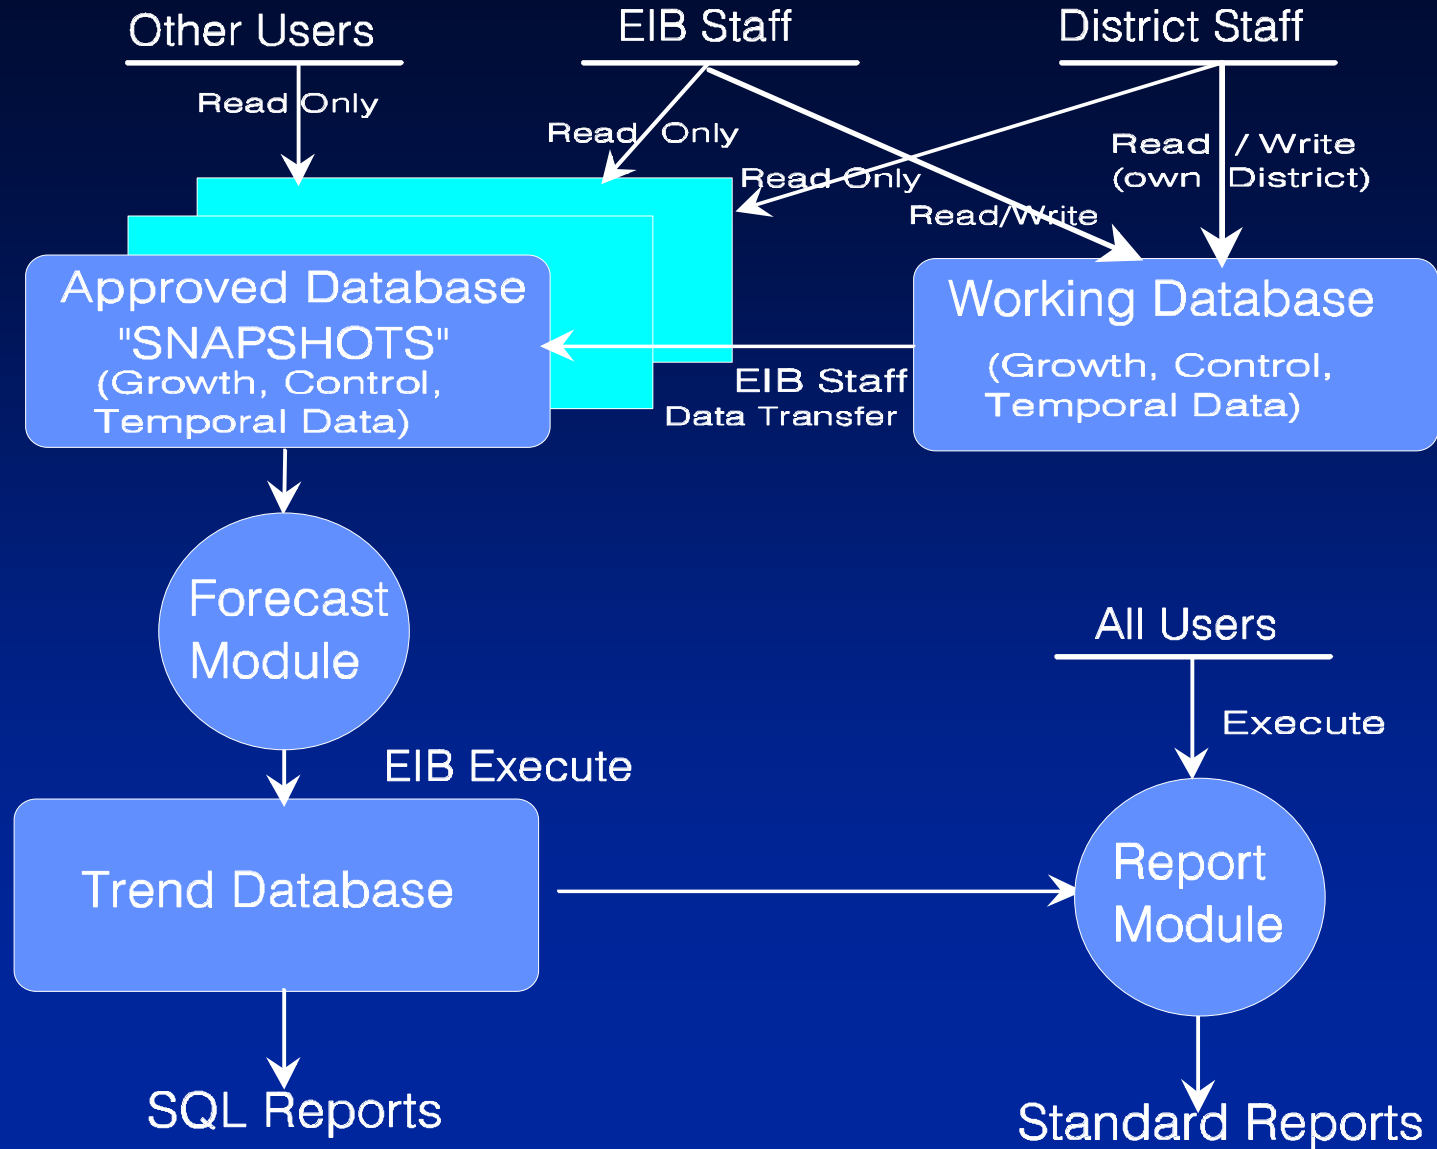 Other Users
EIB Staff
District Staff
Read Only
Read Only
Read Only
Read / Write
(own District)
Read/Write
Approved Database
"SNAPSHOTS"
(Growth, Control,
Temporal Data)
Working Database
(Growth, Control,
Temporal Data)
EIB Staff
Data Transfer
Forecast
Module
All Users
Execute
EIB Execute
Trend Database
Report
Module
SQL Reports
Standard Reports